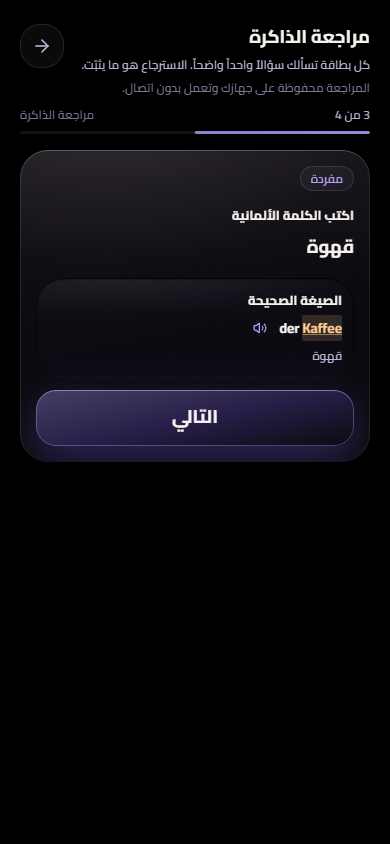 مراجعة الذاكرة
كل بطاقة تسألك سؤالاً واحداً واضحاً. الاسترجاع هو ما يثبّت.
المراجعة محفوظة على جهازك وتعمل بدون اتصال.
3 من 4
مراجعة الذاكرة
مفردة
اكتب الكلمة الألمانية
قهوة
الصيغة الصحيحة
der Kaffee
قهوة
التالي